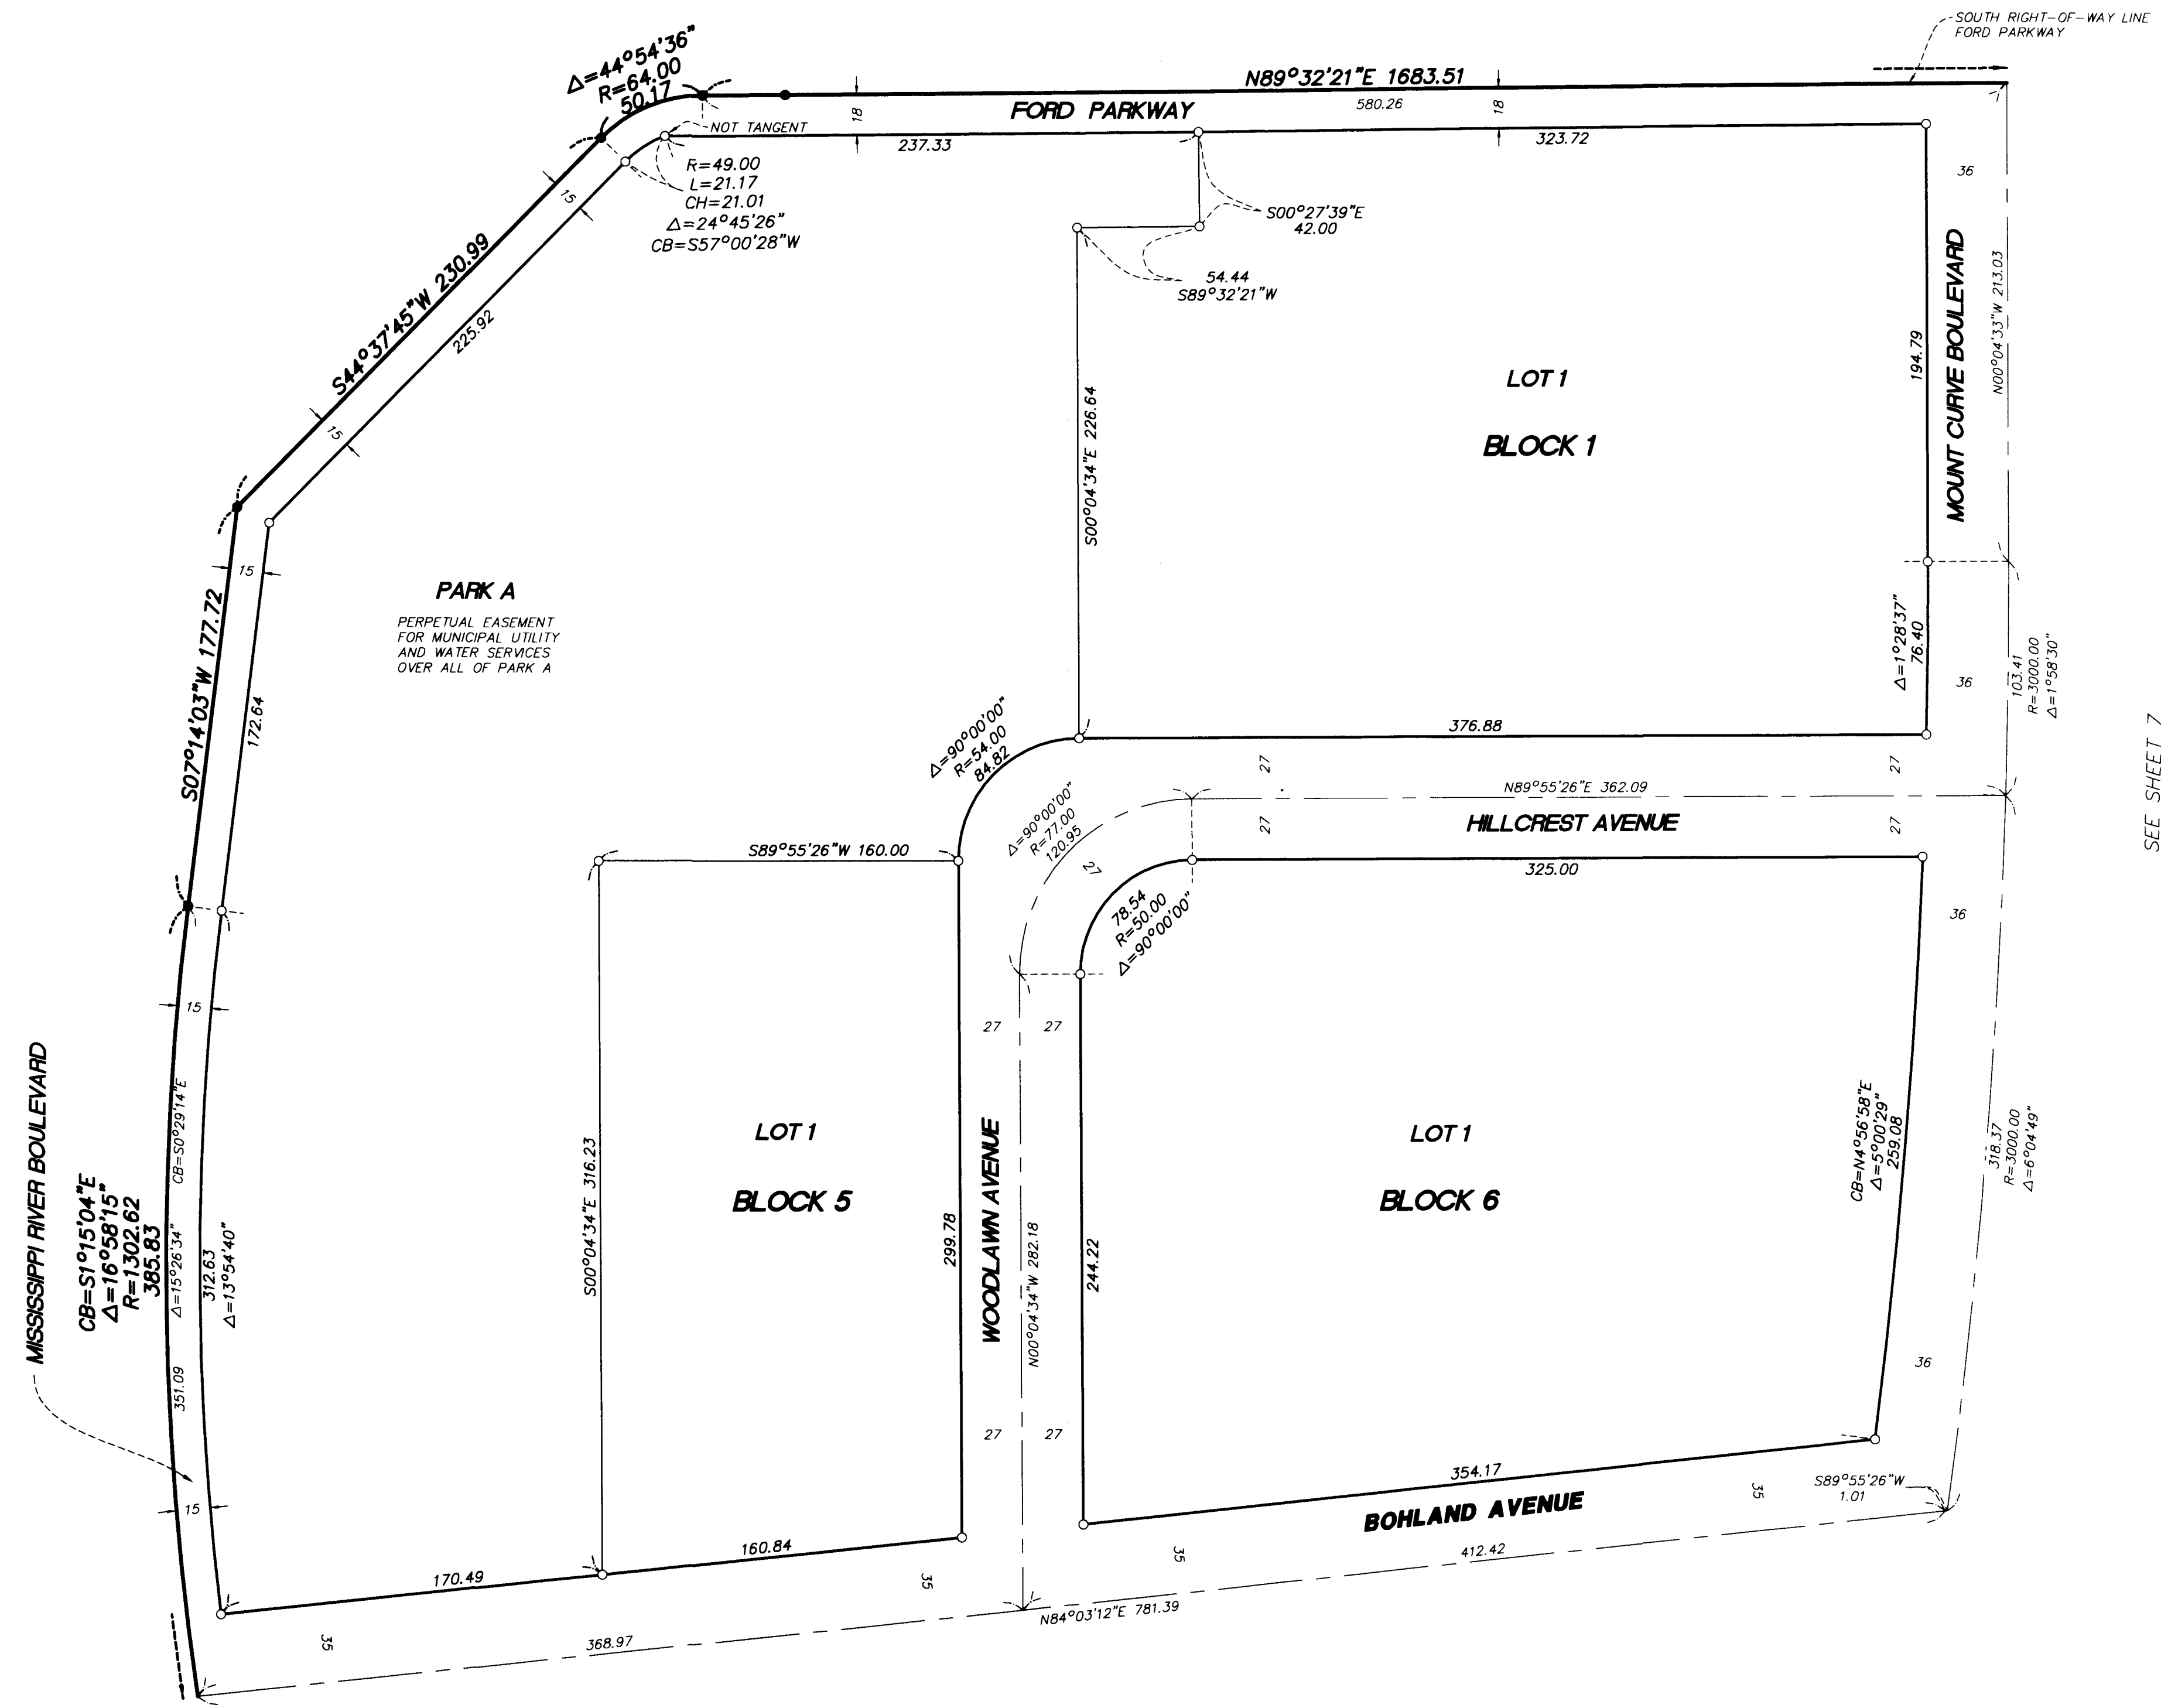 SOUTH RIGHT-OF-WAY LINE
FORD PARKWAY
Δ=44°54'36"
R=64.00
50.17
N89°32'21"E 1683.51
FORD PARKWAY
580.26
18
18
NOT TANGENT
237.33
323.72
R=49.00
L=21.17
CH=21.01
Δ=24°45'26"
CB=S57°00'28"W
15
36
S00°27'39"E
42.00
54.44
S89°32'21"W
S44°37'45"W 230.99
225.92
15
MOUNT CURVE BOULEVARD
N00°04'33"W 213.03
194.79
LOT 1
BLOCK 1
S00°04'34"E 226.64
15
PARK A
PERPETUAL EASEMENT
FOR MUNICIPAL UTILITY
AND WATER SERVICES
OVER ALL OF PARK A
S07°14'03"W 177.72
172.64
Δ=1°28'37"
76.40
36
103.41
R=3000.00
Δ=1°58'30"
SEE SHEET 7
376.88
Δ=90°00'00"
R=54.00
84.82
27
27
N89°55'26"E 362.09
HILLCREST AVENUE
27
27
Δ=90°00'00"
R=77.00
120.95
27
S89°55'26"W 160.00
325.00
78.54
R=50.00
Δ=90°00'00"
36
15
27
27
MISSISSIPPI RIVER BOULEVARD
CB=S1°15'04"E
Δ=16°58'15"
R=1302.62
385.83
CB=S0°29'14"E
Δ=15°26'34"
351.09
312.63
Δ=13°54'40"
S00°04'34"E 316.23
LOT 1
BLOCK 5
299.78
WOODLAWN AVENUE
N00°04'34"W 282.18
244.22
LOT 1
BLOCK 6
CB=N4°56'58"E
Δ=5°00'29"
259.08
318.37
R=3000.00
Δ=6°04'49"
36
27
27
15
354.17
BOHLAND AVENUE
35
S89°55'26"W
1.01
160.84
170.49
35
35
412.42
N84°03'12"E 781.39
35
368.97